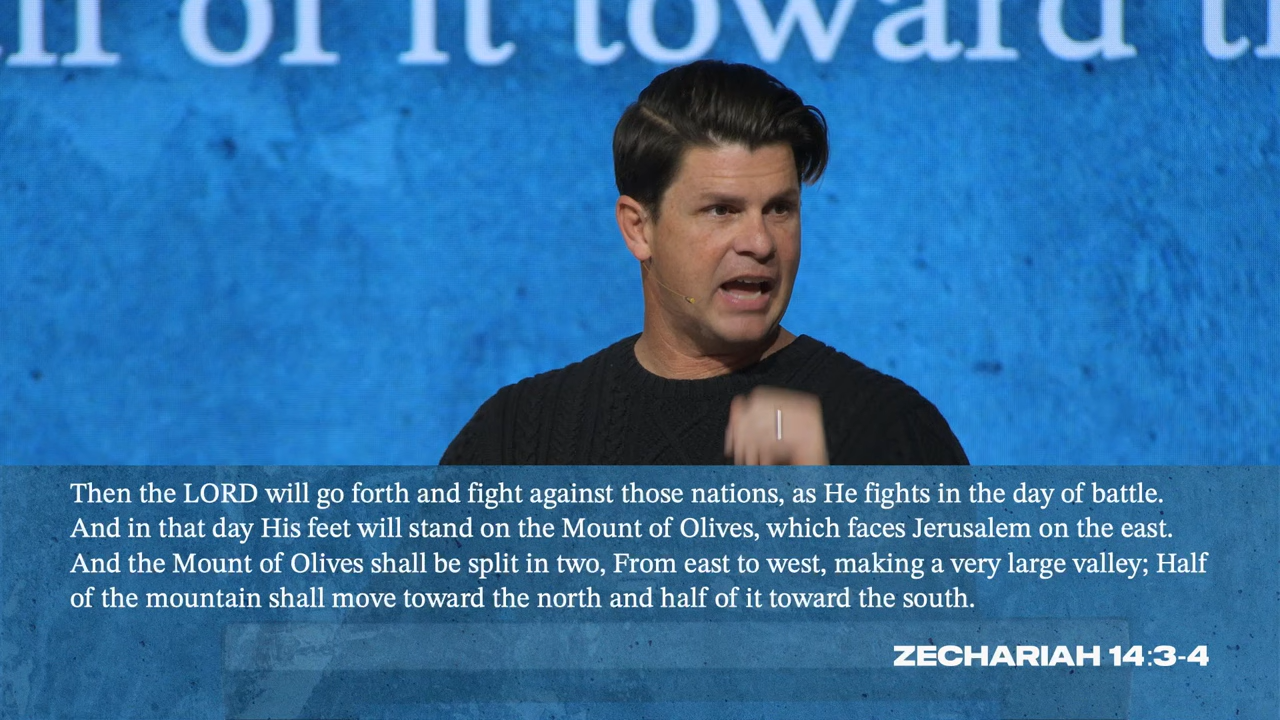 of it toward
Then the LORD will go forth and fight against those nations, as He fights in the day of battle.
And in that day His feet will stand on the Mount of Olives, which faces Jerusalem on the east.
And the Mount of Olives shall be split in two, From east to west, making a very large valley; Half
of the mountain shall move toward the north and half of it toward the south.
ZECHARIAH 14:3-4